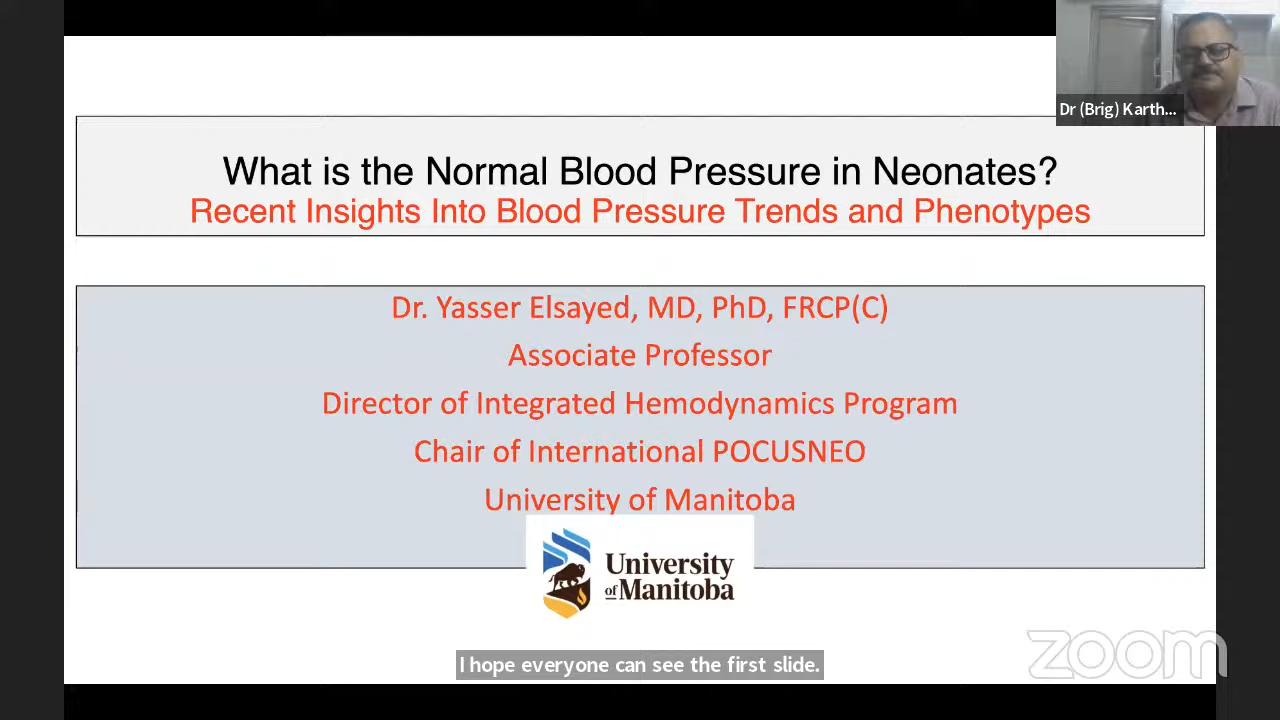 Dr (Brig) Karth...
What is the Normal Blood Pressure in Neonates?
Recent Insights Into Blood Pressure Trends and Phenotypes
Dr. Yasser Elsayed, MD, PhD, FRCP(C)
Associate Professor
Director of Integrated Hemodynamics Program
Chair of International POCUSNEO
University of Manitoba
University
of Manitoba
I hope everyone can see the first slide.
zoom